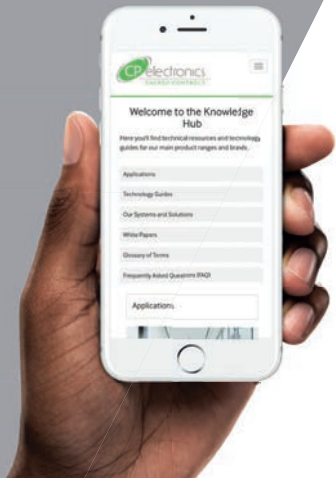 CP electronics
ENERGY CONTROLS
Welcome to the Knowledge
Hub
Here you'll find technical resources and technology
guides for our main product ranges and brands.
Applications
Technology Guides
Our Systems and Solutions
White Papers
Glossary of Terms
Frequently Asked Questions (FAQ)
Applications